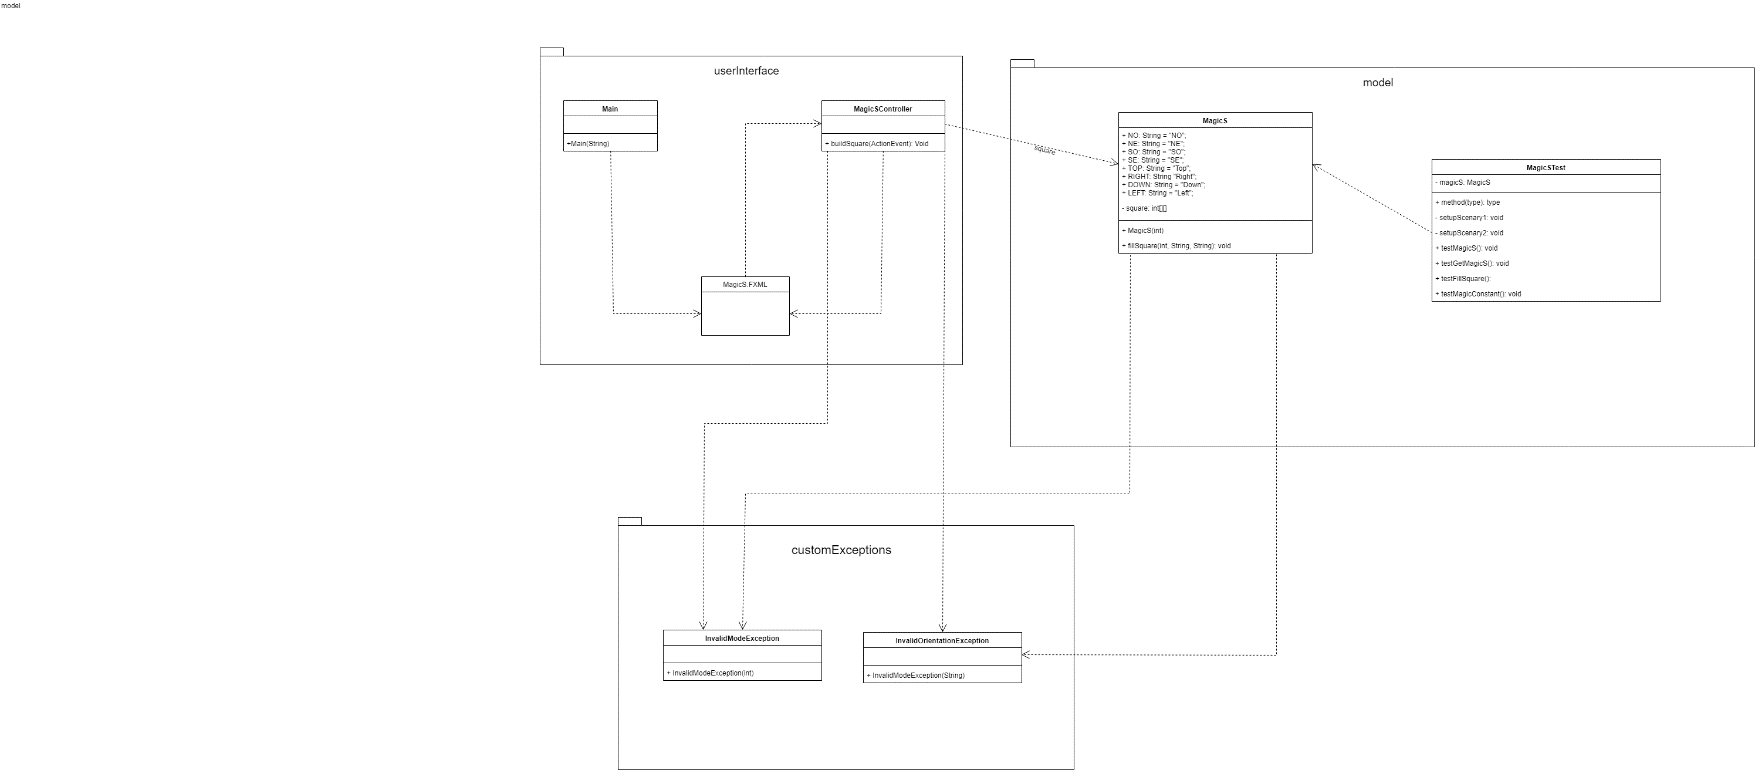 model
userInterface
Main
+Main(String)
MagicSController
+ buildSquare(ActionEvent): Void
MagicS.FXML
square
model
MagicS
+ NO: String = "NO";
+ NE: String = "NE";
+ SO: String = "SO";
+ SE: String = "SE";
+ TOP: String = "Top";
+ RIGHT: String "Right";
+ DOWN: String = "Down";
+ LEFT: String = "Left";
- square: int[][]
+ MagicS(int)
+ fillSquare(int, String, String): void
MagicSTest
- magicS: MagicS
+ method(type): type
- setupScenary1: void
- setupScenary2: void
+ testMagicS(): void
+ testGetMagicS(): void
+ testFillSquare():
+ testMagicConstant(): void
customExceptions
InvalidModeException
+ InvalidModeException(int)
InvalidOrientationException
+ InvalidModeException(String)